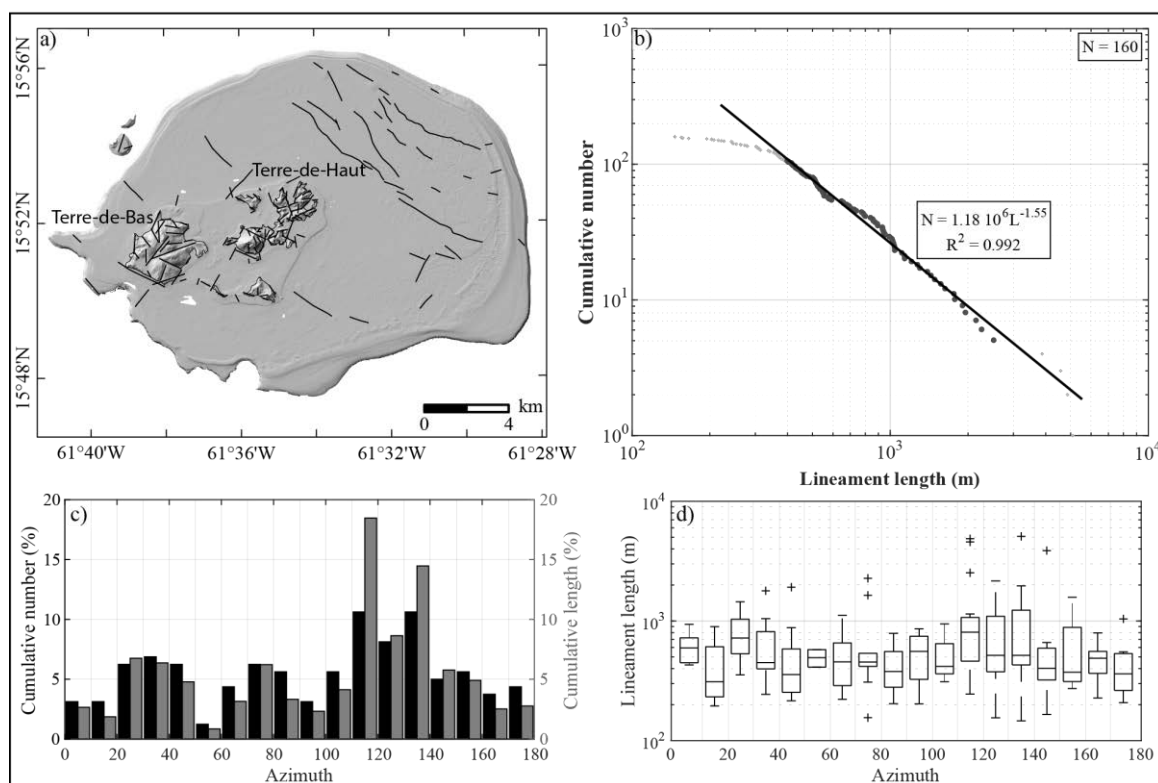 a)
15°56'N
15°52'N
15°48'N
Terre-de-Haut
Terre-de-Bas
km
0 4
61°40'W 61°36'W 61°32'W 61°28'W
b)
N = 160
10³
10²
10¹
10⁰
Cumulative number
N = 1.18 10⁶L⁻¹·⁵⁵
R² = 0.992
10² 10³ 10⁴
Lineament length (m)
c)
20
15
10
5
0
Cumulative number (%)
20
15
10
5
0
Cumulative length (%)
0 20 40 60 80 100 120 140 160 180
Azimuth
d)
10⁴
10³
10²
Lineament length (m)
0 20 40 60 80 100 120 140 160 180
Azimuth